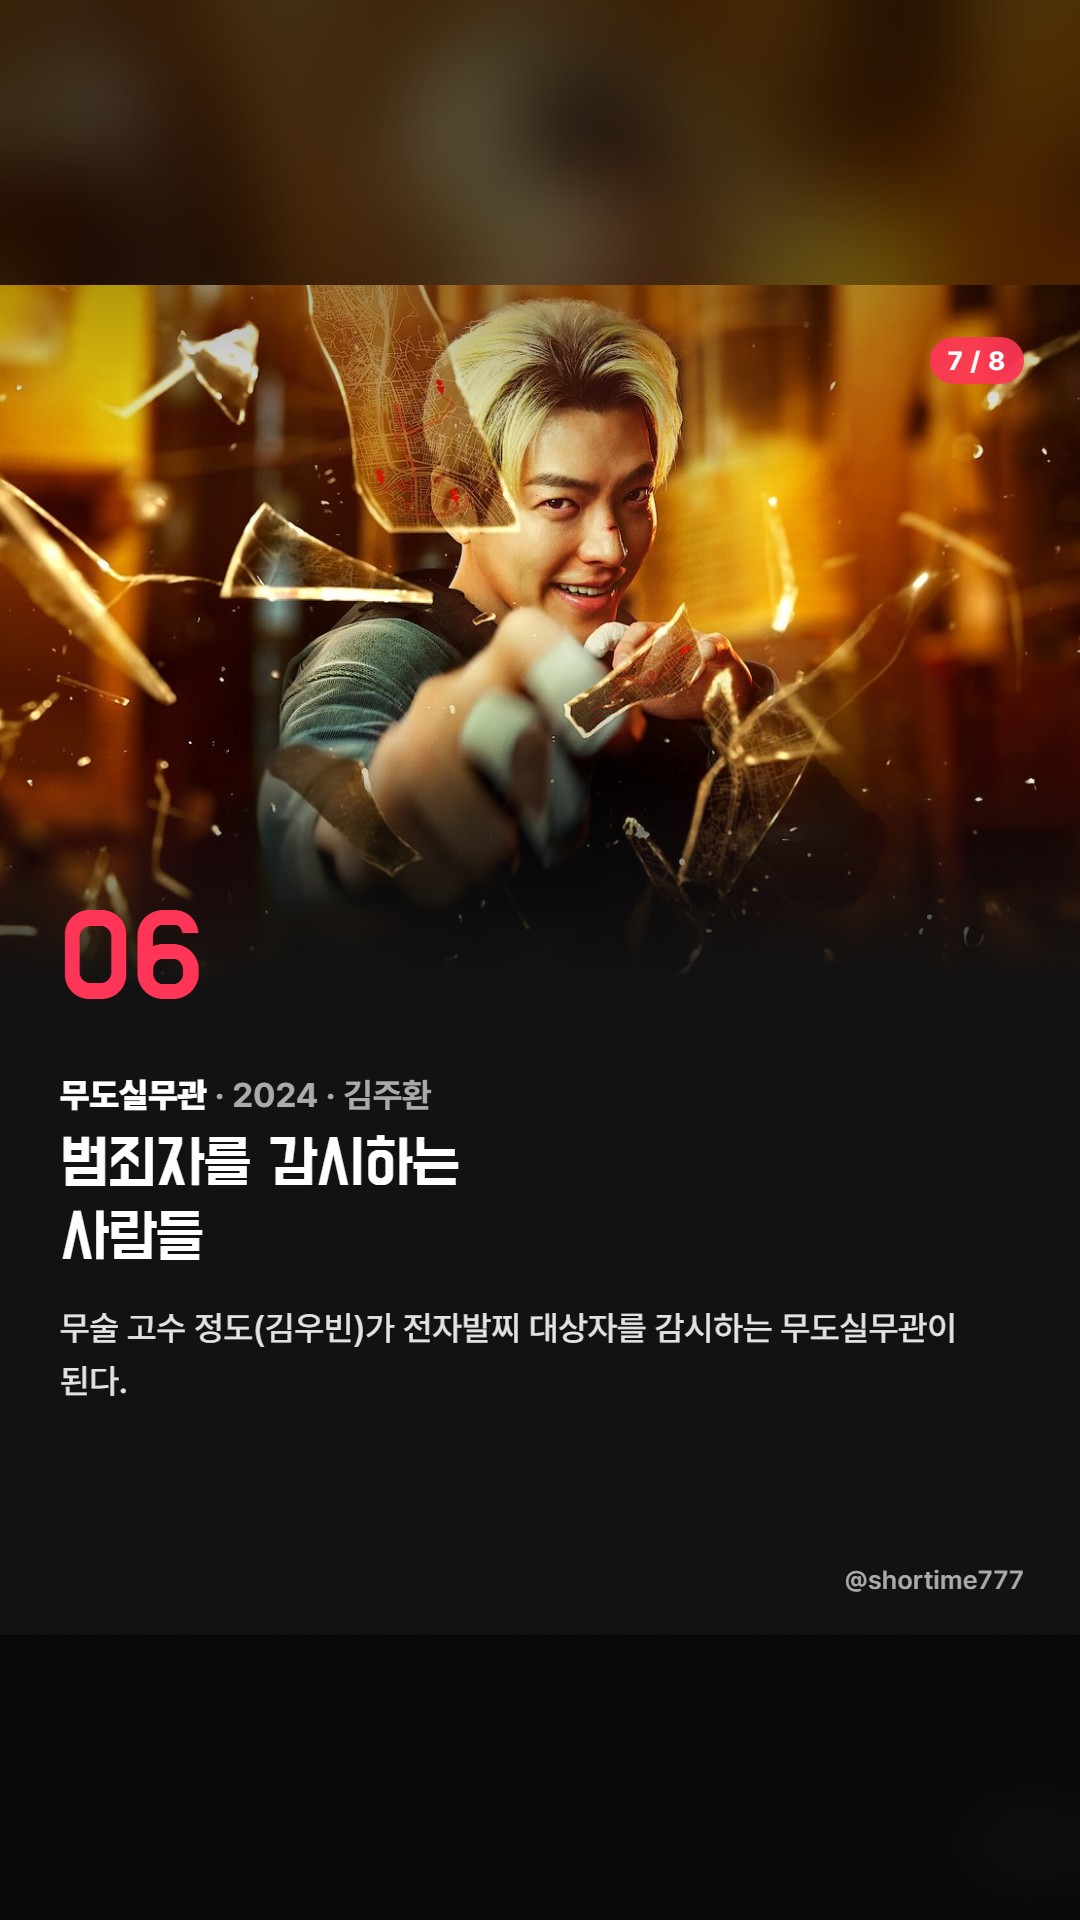 7 / 8
06
무도실무관 · 2024 · 김주환
범죄자를 감시하는
사람들
무술 고수 정도(김우빈)가 전자발찌 대상자를 감시하는 무도실무관이
된다.
@shortime777